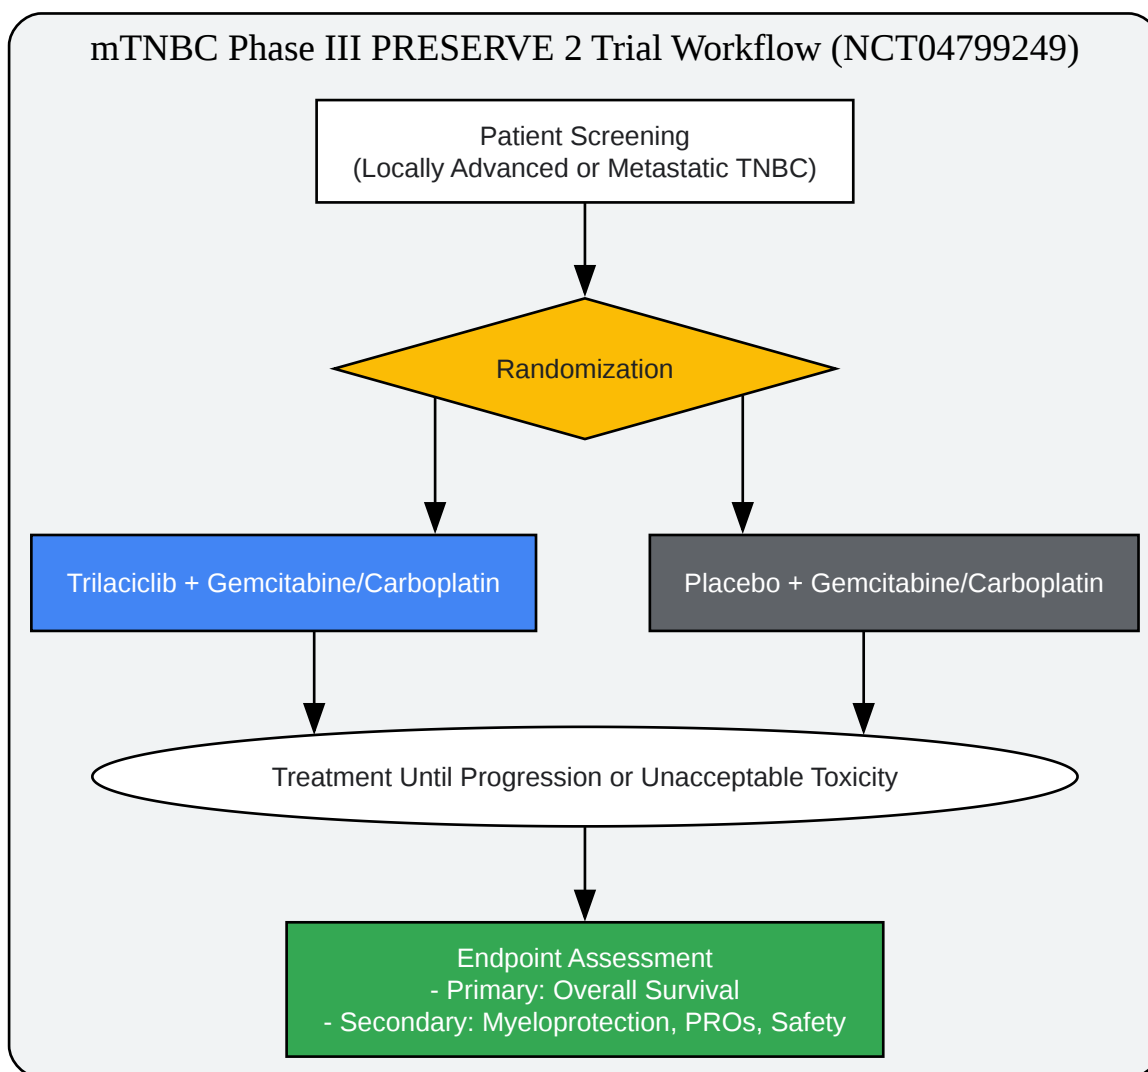 mTNBC Phase III PRESERVE 2 Trial Workflow (NCT04799249)
Patient Screening
(Locally Advanced or Metastatic TNBC)
Randomization
Trilaciclib + Gemcitabine/Carboplatin
Placebo + Gemcitabine/Carboplatin
Treatment Until Progression or Unacceptable Toxicity
Endpoint Assessment
- Primary: Overall Survival
- Secondary: Myeloprotection, PROs, Safety